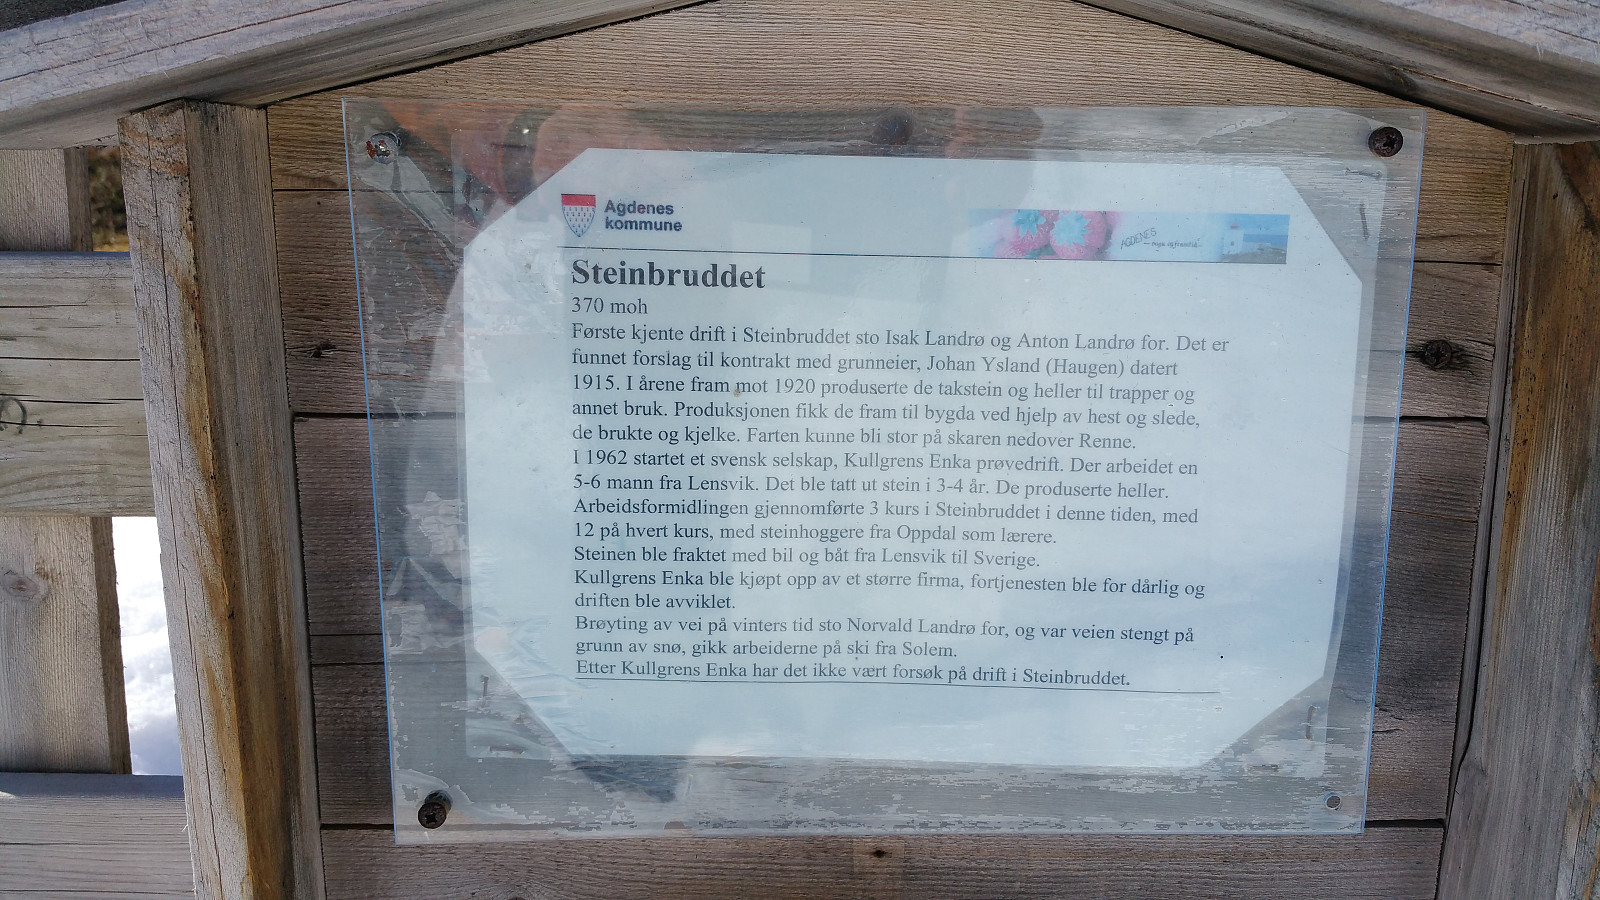 Agdenes
kommune
AGDENES
Steinbruddet
370 moh
Første kjente drift i Steinbruddet sto Isak Landrø og Anton Landrø for. Det er
funnet forslag til kontrakt med grunneier, Johan Ysland (Haugen) datert
1915. I årene fram mot 1920 produserte de takstein og heller til trapper og
annet bruk. Produksjonen fikk de fram til bygda ved hjelp av hest og slede,
de brukte og kjelke. Farten kunne bli stor på skaren nedover Renne.
I 1962 startet et svensk selskap, Kullgrens Enka prøvedrift. Der arbeidet en
5-6 mann fra Lensvik. Det ble tatt ut stein i 3-4 år. De produserte heller.
Arbeidsformidlingen gjennomførte 3 kurs i Steinbruddet i denne tiden, med
12 på hvert kurs, med steinhoggere fra Oppdal som lærere.
Steinen ble fraktet med bil og båt fra Lensvik til Sverige.
Kullgrens Enka ble kjøpt opp av et større firma, fortjenesten ble for dårlig og
driften ble avviklet.
Brøyting av vei på vinters tid sto Norvald Landrø for, og var veien stengt på
grunn av snø, gikk arbeiderne på ski fra Solem.
Etter Kullgrens Enka har det ikke vært forsøk på drift i Steinbruddet.